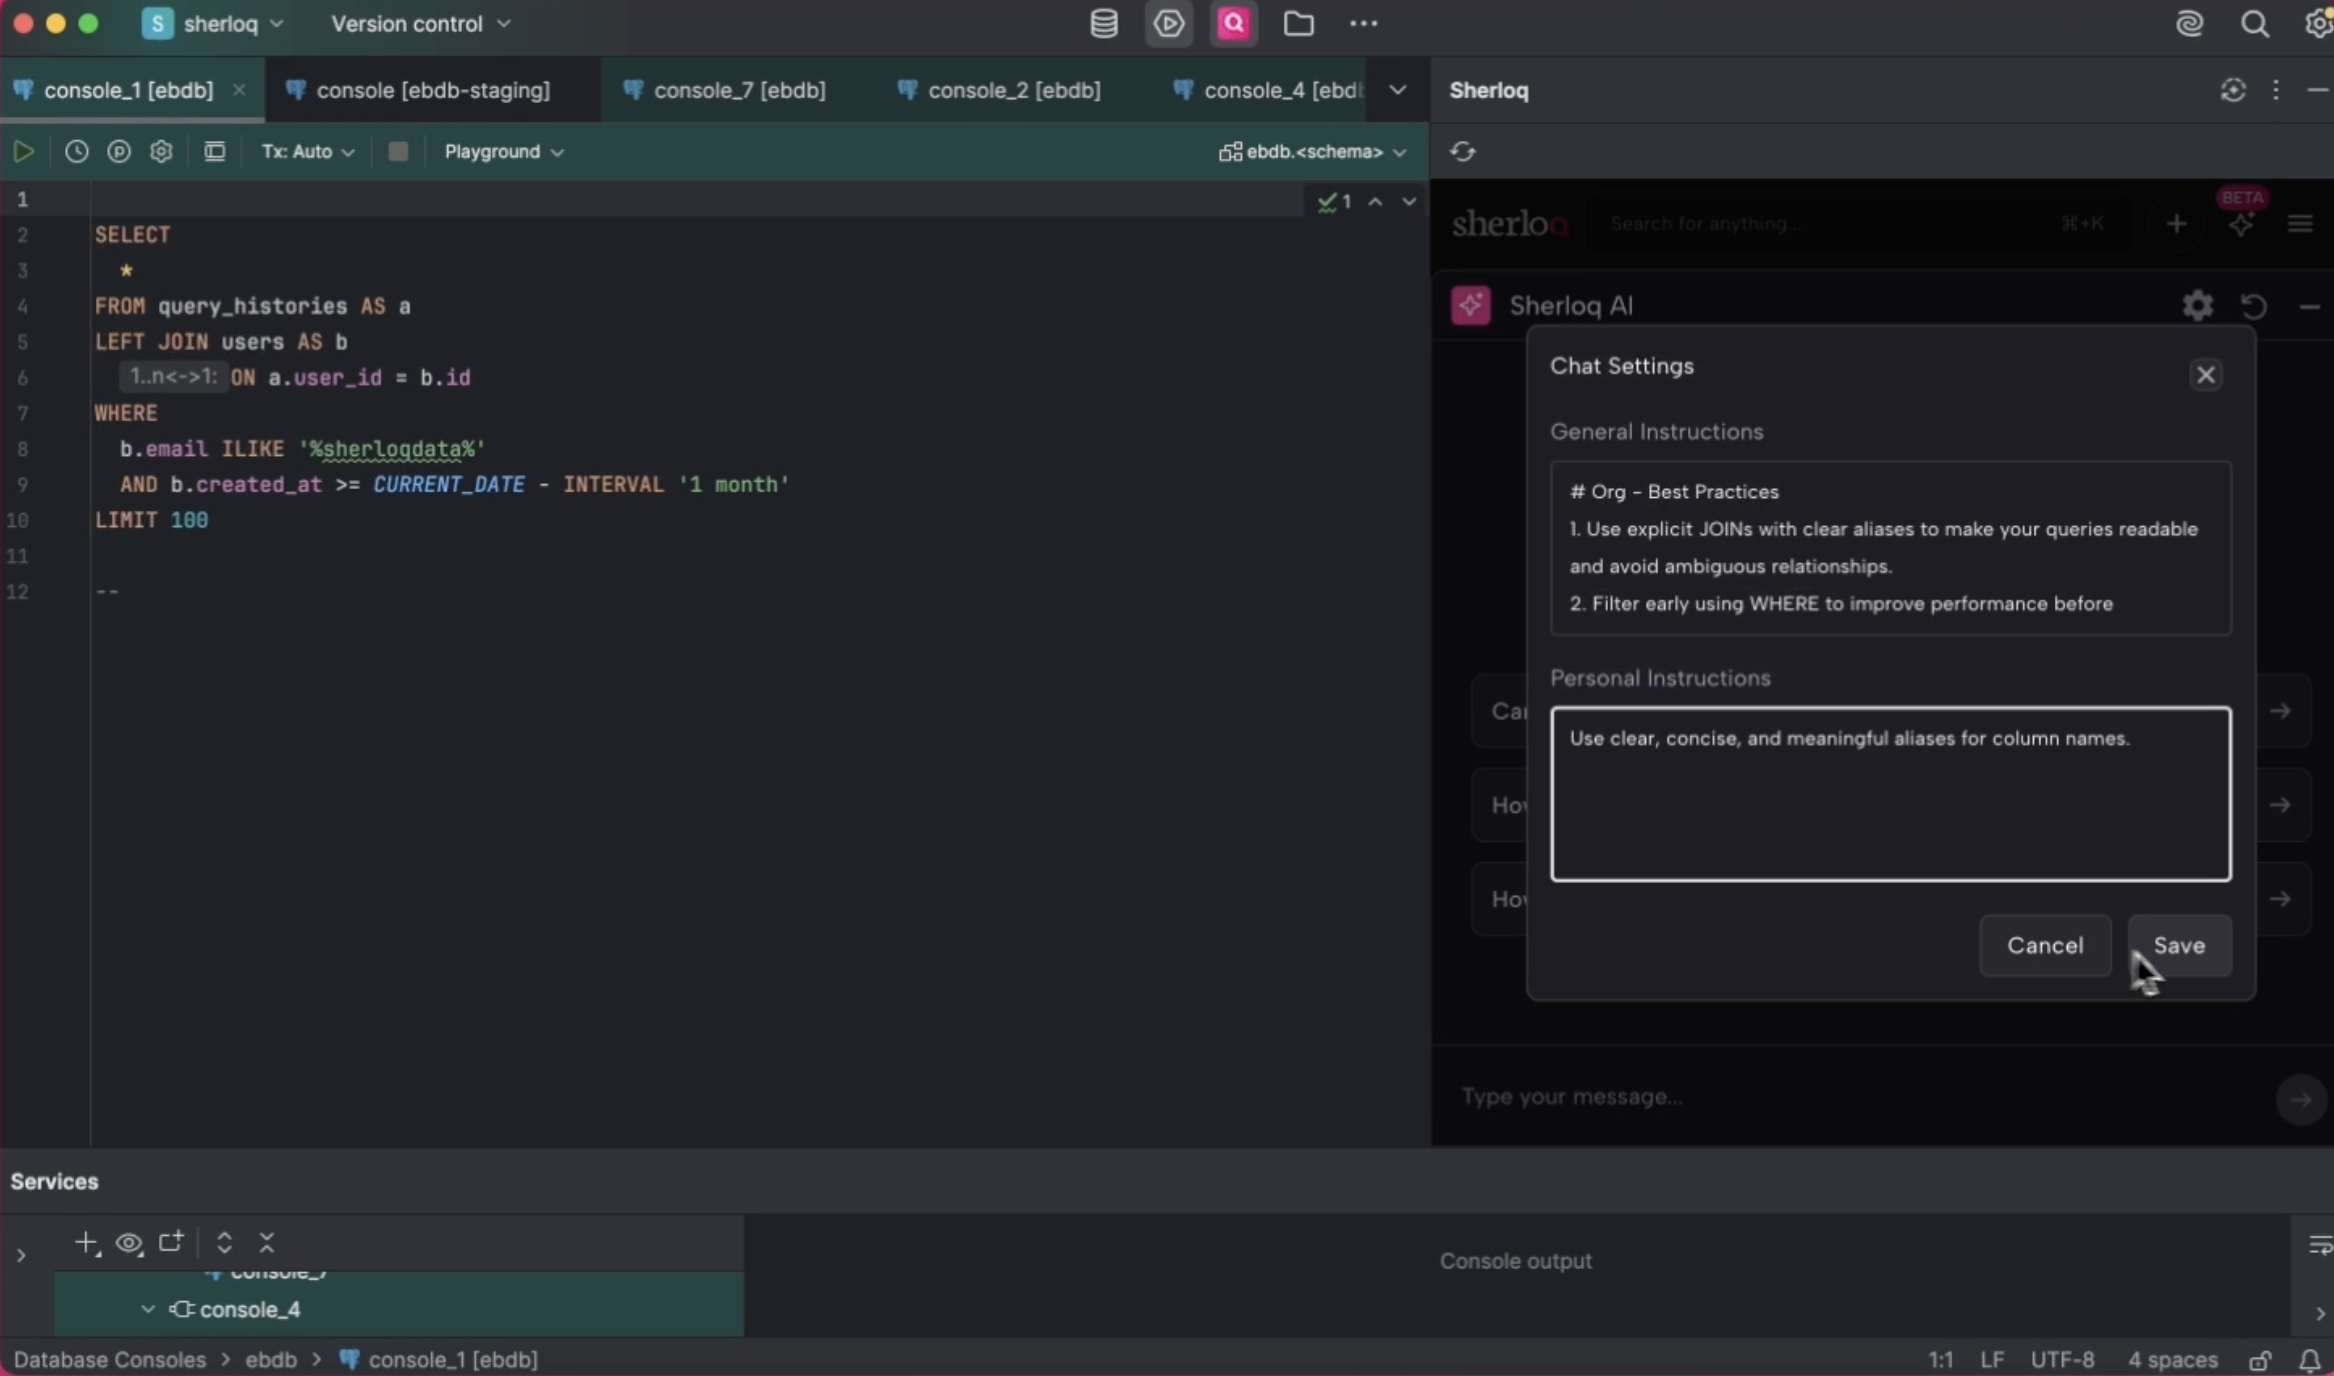 S sherloq Version control
console_1 [ebdb] console [ebdb-staging] console_7 [ebdb] console_2 [ebdb] console_4 [ebdb
Tx: Auto Playground ebdb.<schema>
1
2 SELECT
3 *
4 FROM query_histories AS a
5 LEFT JOIN users AS b
6 1..n<->1: ON a.user_id = b.id
7 WHERE
8 b.email ILIKE '%sherloqdata%'
9 AND b.created_at >= CURRENT_DATE - INTERVAL '1 month'
10 LIMIT 100
11
12 --
1
Sherloq
sherloq Search for anything... ⌘+K BETA
Sherloq AI
Chat Settings
General Instructions
# Org - Best Practices
1. Use explicit JOINs with clear aliases to make your queries readable
and avoid ambiguous relationships.
2. Filter early using WHERE to improve performance before
Personal Instructions
Use clear, concise, and meaningful aliases for column names.
Cancel Save
Type your message...
Services
console_7
console_4
Console output
Database Consoles > ebdb > console_1 [ebdb]
1:1 LF UTF-8 4 spaces